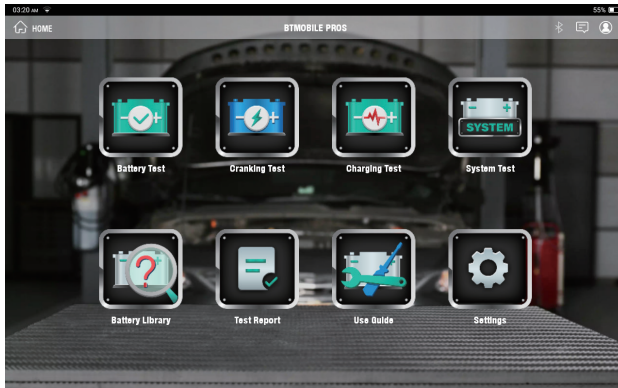 03:20 AM
55%
HOME
BTMOBILE PROS
SYSTEM
Battery Test
Cranking Test
Charging Test
System Test
Battery Library
Test Report
Use Guide
Settings